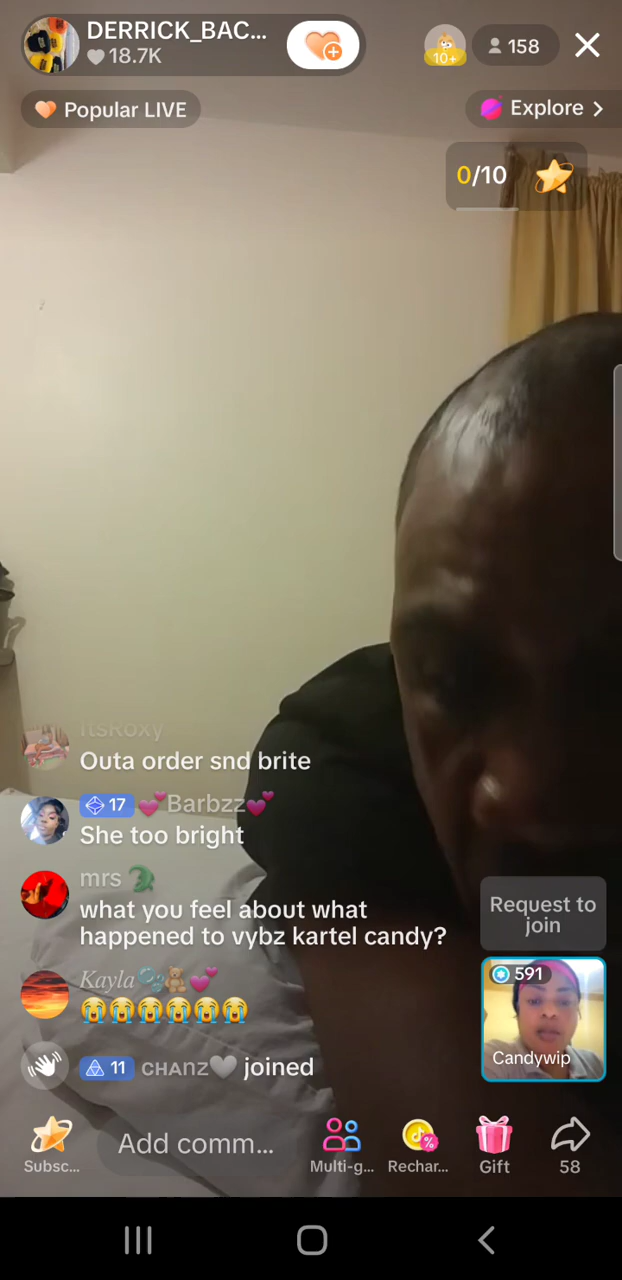 DERRICK_BAC...
18.7K
10+
158
Popular LIVE
Explore
0/10
ItsRoxy
Outa order snd brite
17 💕Barbzz💕
She too bright
mrs 🐊
what you feel about what
happened to vybz kartel candy?
Request to
join
Kayla🫧🧸💕
😭😭😭😭😭😭
591
Candywip
11 CHANZ🤍 joined
Subsc...
Add comm...
Multi-g...
Rechar...
Gift
58